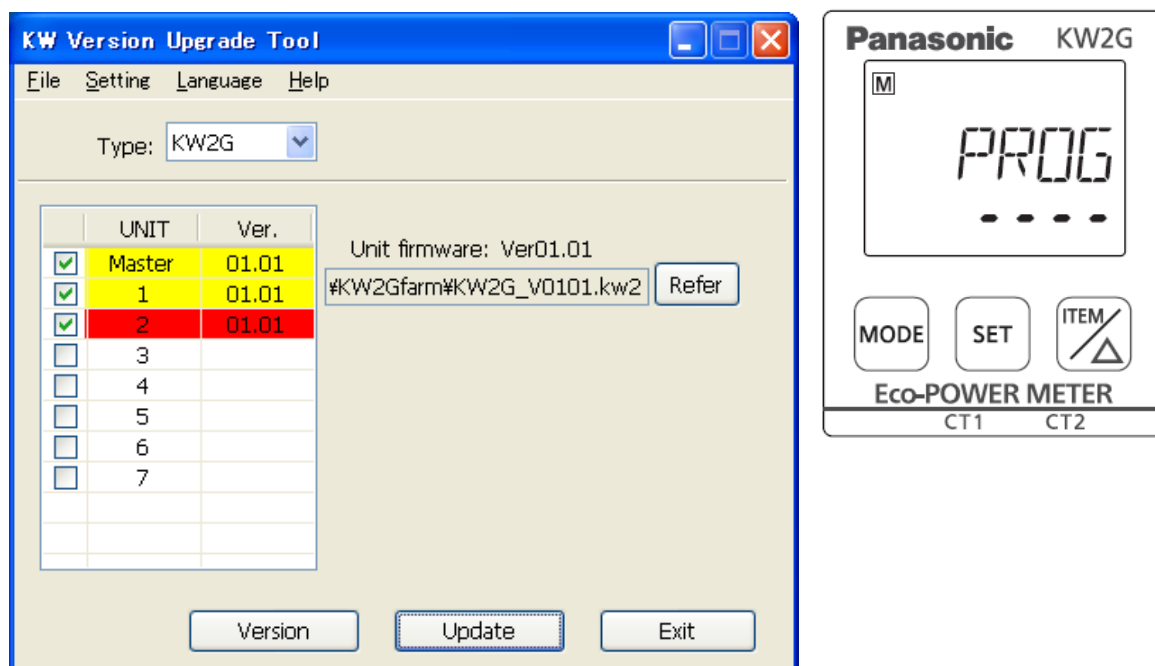 KW Version Upgrade Tool
File Setting Language Help
Type: KW2G
UNIT Ver.
Master 01.01
1 01.01
2 01.01
3
4
5
6
7
Unit firmware: Ver01.01
¥KW2Gfarm¥KW2G_V0101.kw2 Refer
Version Update Exit
Panasonic KW2G
M
PROG
- - - -
MODE SET ITEM/△
Eco-POWER METER
CT1 CT2